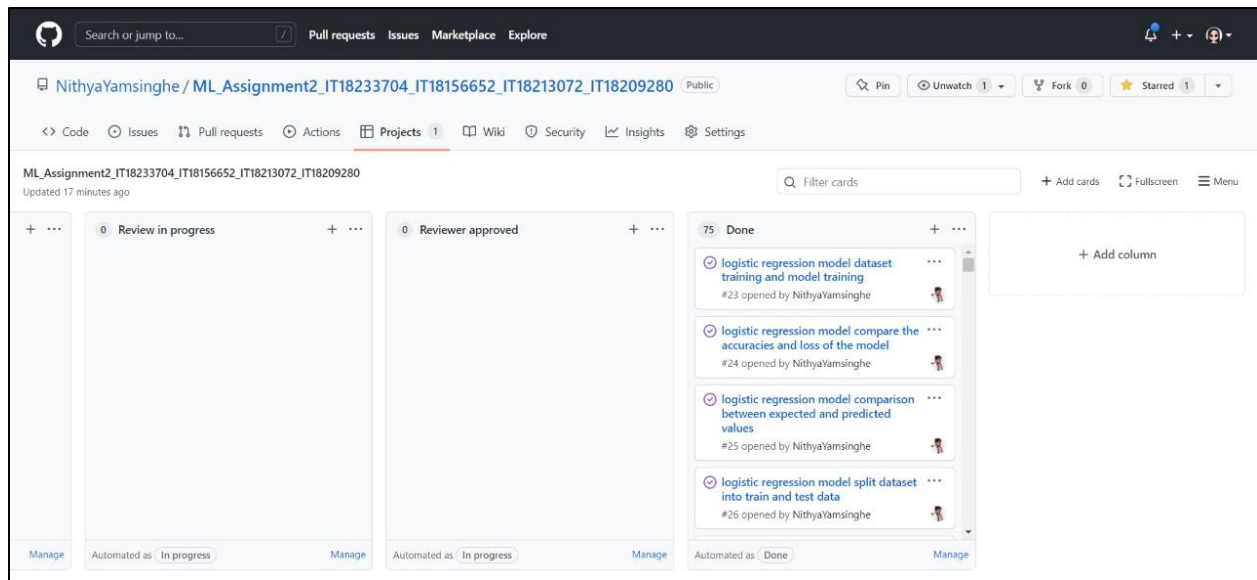 Search or jump to... /
Pull requests Issues Marketplace Explore
NithyaYamsinghe / ML_Assignment2_IT18233704_IT18156652_IT18213072_IT18209280 Public
Pin Unwatch 1 Fork 0 Starred 1
Code Issues Pull requests Actions Projects 1 Wiki Security Insights Settings
ML_Assignment2_IT18233704_IT18156652_IT18213072_IT18209280
Updated 17 minutes ago
Filter cards
+ Add cards Fullscreen Menu
+ ...
Manage
0 Review in progress + ...
Automated as In progress Manage
0 Reviewer approved + ...
Automated as In progress Manage
75 Done + ...
logistic regression model dataset ...
training and model training
#23 opened by NithyaYamsinghe
logistic regression model compare the ...
accuracies and loss of the model
#24 opened by NithyaYamsinghe
logistic regression model comparison ...
between expected and predicted
values
#25 opened by NithyaYamsinghe
logistic regression model split dataset ...
into train and test data
#26 opened by NithyaYamsinghe
Automated as Done Manage
+ Add column